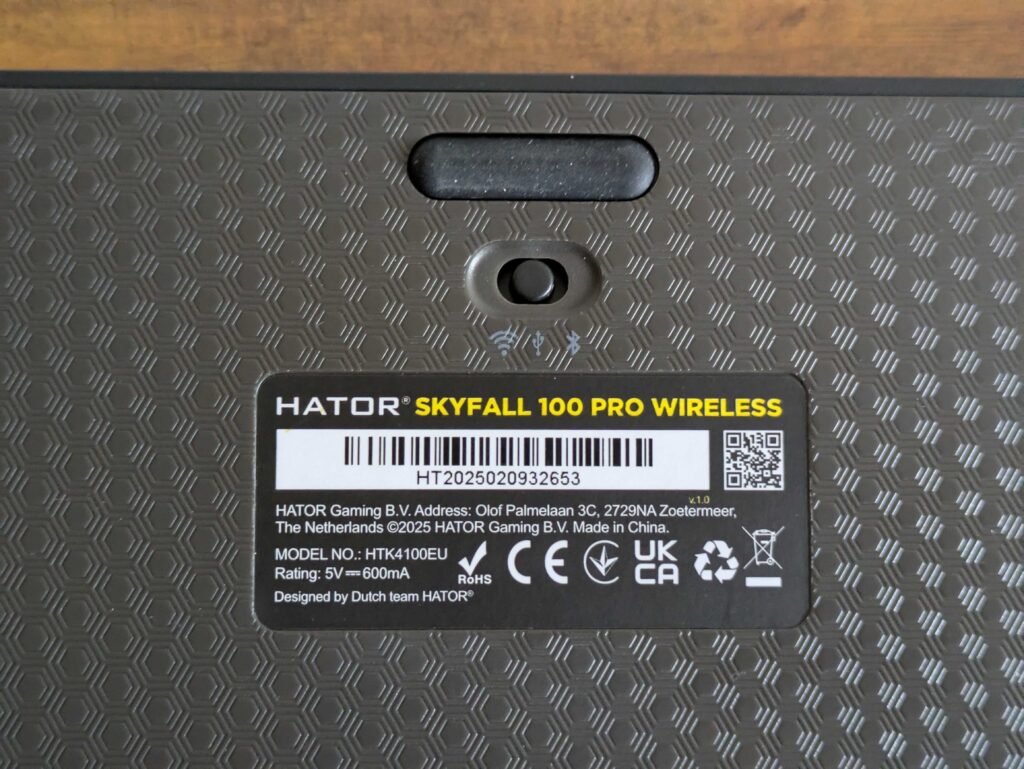 HATOR® SKYFALL 100 PRO WIRELESS
HT2025020932653
v.1.0
HATOR Gaming B.V. Address: Olof Palmelaan 3C, 2729NA Zoetermeer,
The Netherlands ©2025 HATOR Gaming B.V. Made in China.
MODEL NO.: HTK4100EU
Rating: 5V⎓600mA
Designed by Dutch team HATOR®
RoHS
CE
UK
CA